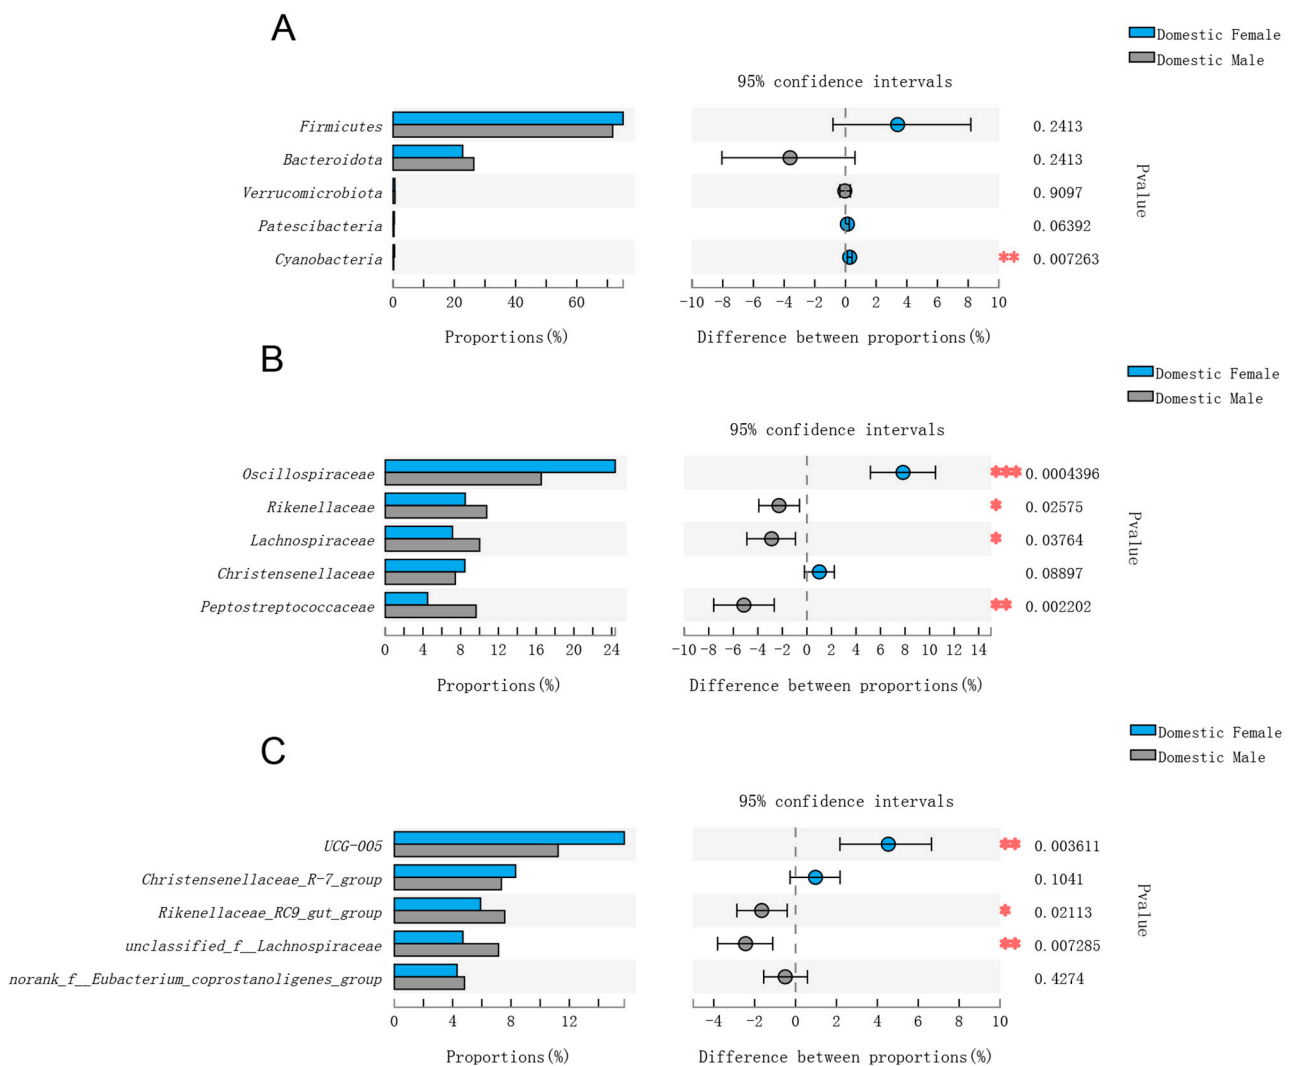 A
Domestic Female
Domestic Male
95% confidence intervals
Firmicutes
0.2413
Bacteroidota
0.2413
Verrucomicrobiota
0.9097
Patescibacteria
0.06392
Cyanobacteria
** 0.007263
Pvalue
0 20 40 60
-10 -8 -6 -4 -2 0 2 4 6 8 10
Proportions(%)
Difference between proportions(%)
B
Domestic Female
Domestic Male
95% confidence intervals
Oscillospiraceae
*** 0.0004396
Rikenellaceae
* 0.02575
Lachnospiraceae
* 0.03764
Christensenellaceae
0.08897
Peptostreptococcaceae
** 0.002202
Pvalue
0 4 8 12 16 20 24
-10 -8 -6 -4 -2 0 2 4 6 8 10 12 14
Proportions(%)
Difference between proportions(%)
C
Domestic Female
Domestic Male
95% confidence intervals
UCG-005
** 0.003611
Christensenellaceae_R-7_group
0.1041
Rikenellaceae_RC9_gut_group
* 0.02113
unclassified_f__Lachnospiraceae
** 0.007285
norank_f__Eubacterium_coprostanoligenes_group
0.4274
Pvalue
0 4 8 12
-4 -2 0 2 4 6 8 10
Proportions(%)
Difference between proportions(%)